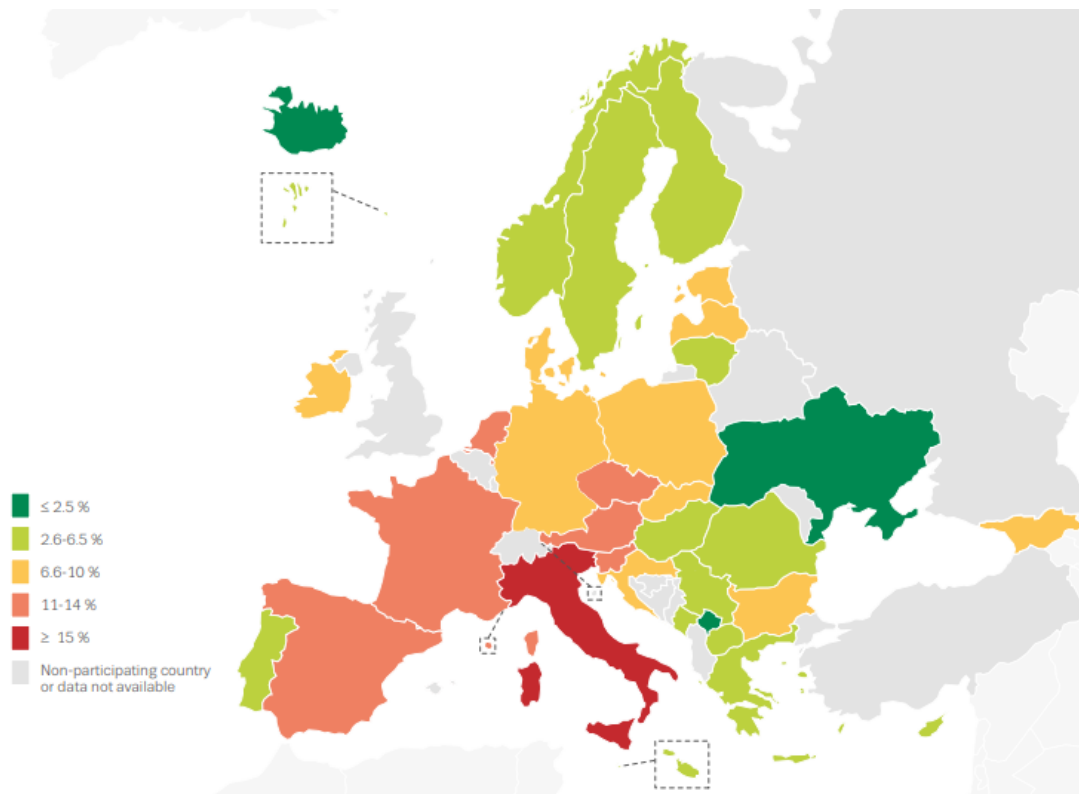 ≤ 2.5 %
2.6-6.5 %
6.6-10 %
11-14 %
≥ 15 %
Non-participating country
or data not available